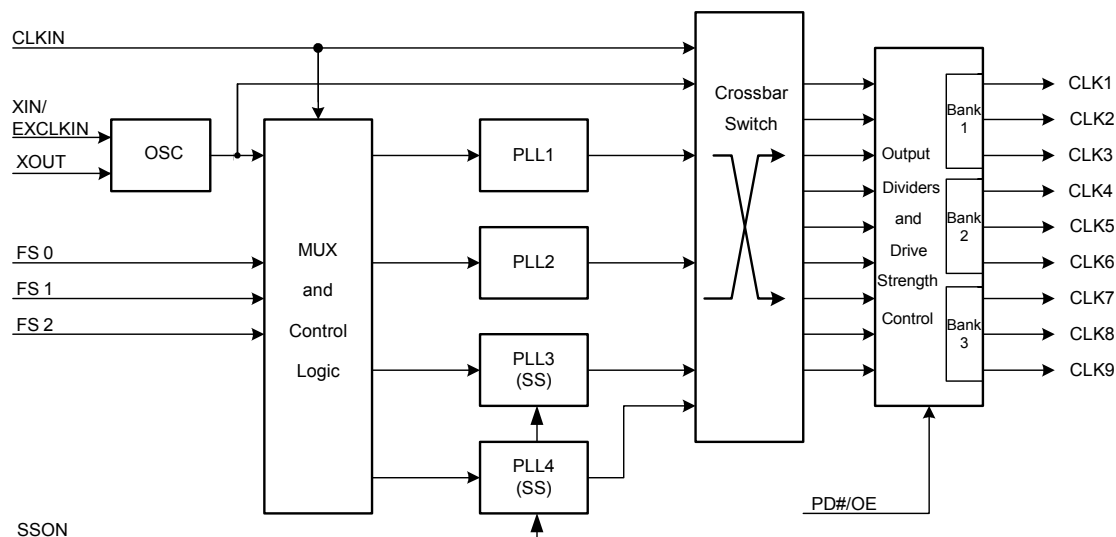 CLKIN
XIN/
EXCLKIN
XOUT
OSC
FS 0
FS 1
FS 2
MUX
and
Control
Logic
PLL1
PLL2
PLL3
(SS)
PLL4
(SS)
SSON
Crossbar
Switch
Output
Dividers
and
Drive
Strength
Control
Bank
1
Bank
2
Bank
3
CLK1
CLK2
CLK3
CLK4
CLK5
CLK6
CLK7
CLK8
CLK9
PD#/OE